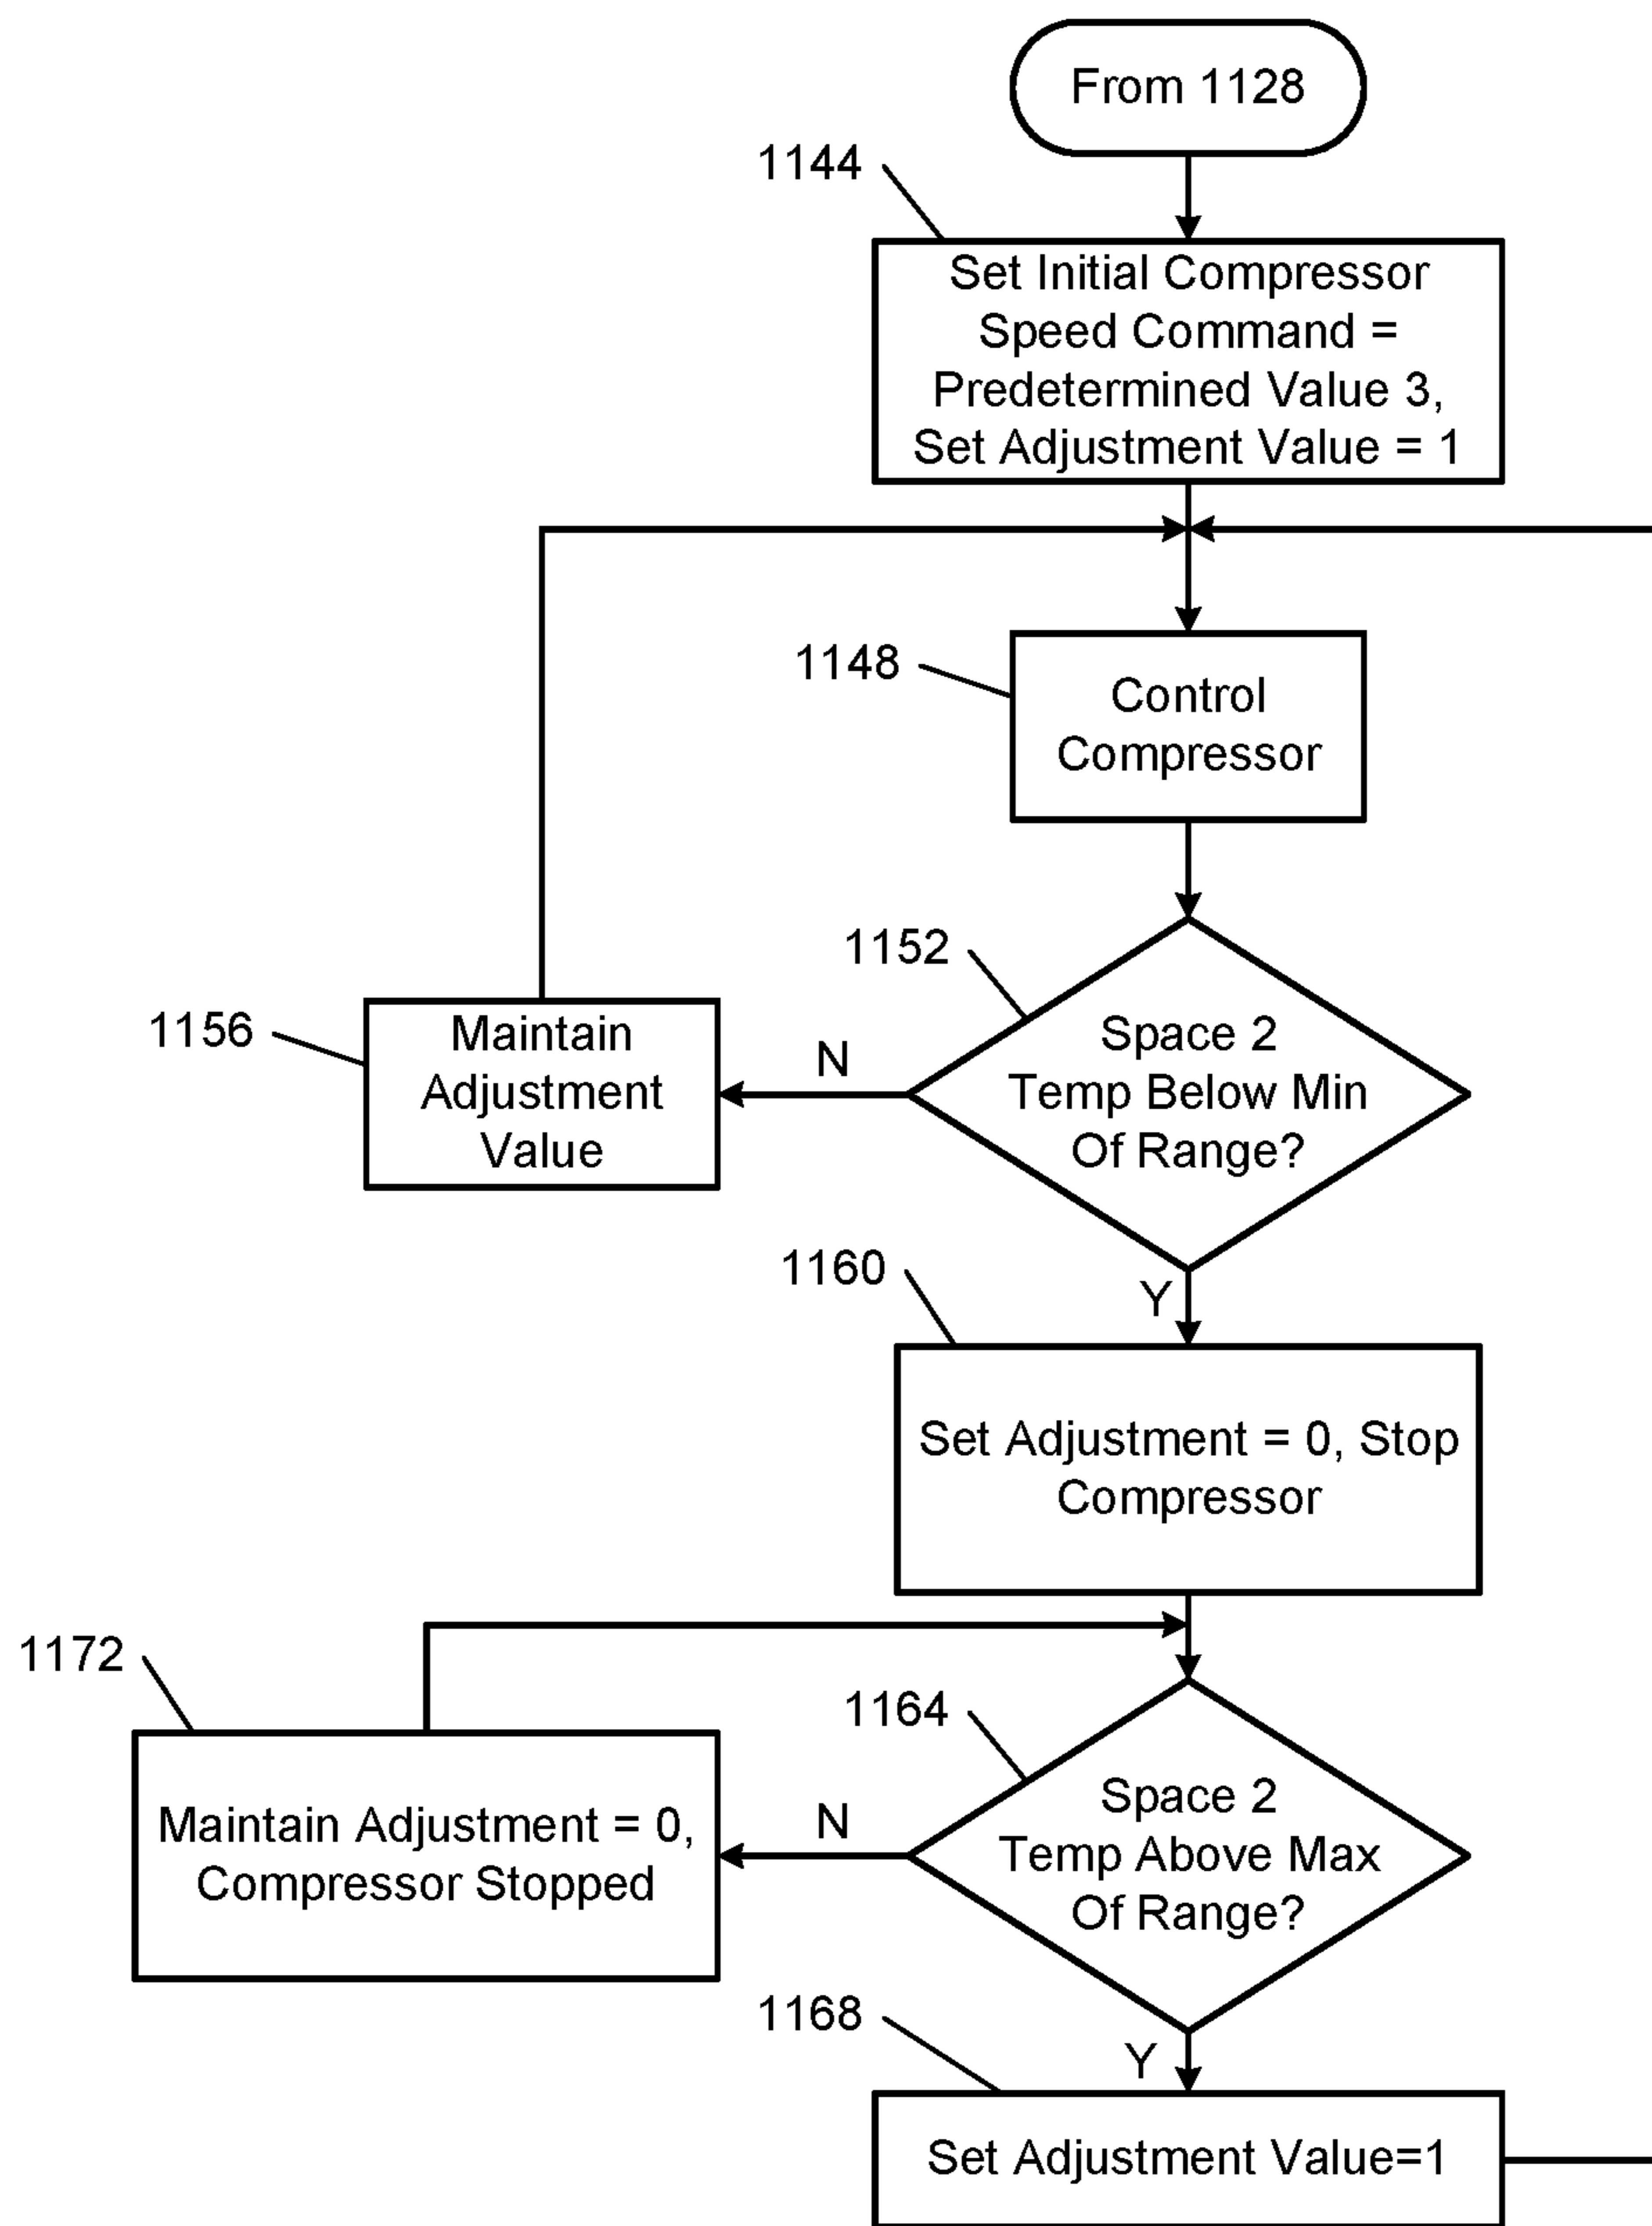 From 1128
1144
Set Initial Compressor
Speed Command =
Predetermined Value 3,
Set Adjustment Value = 1
1148
Control
Compressor
1152
Space 2
Temp Below Min
Of Range?
N
1156
Maintain
Adjustment
Value
Y
1160
Set Adjustment = 0, Stop
Compressor
1164
Space 2
Temp Above Max
Of Range?
N
1172
Maintain Adjustment = 0,
Compressor Stopped
Y
1168
Set Adjustment Value=1